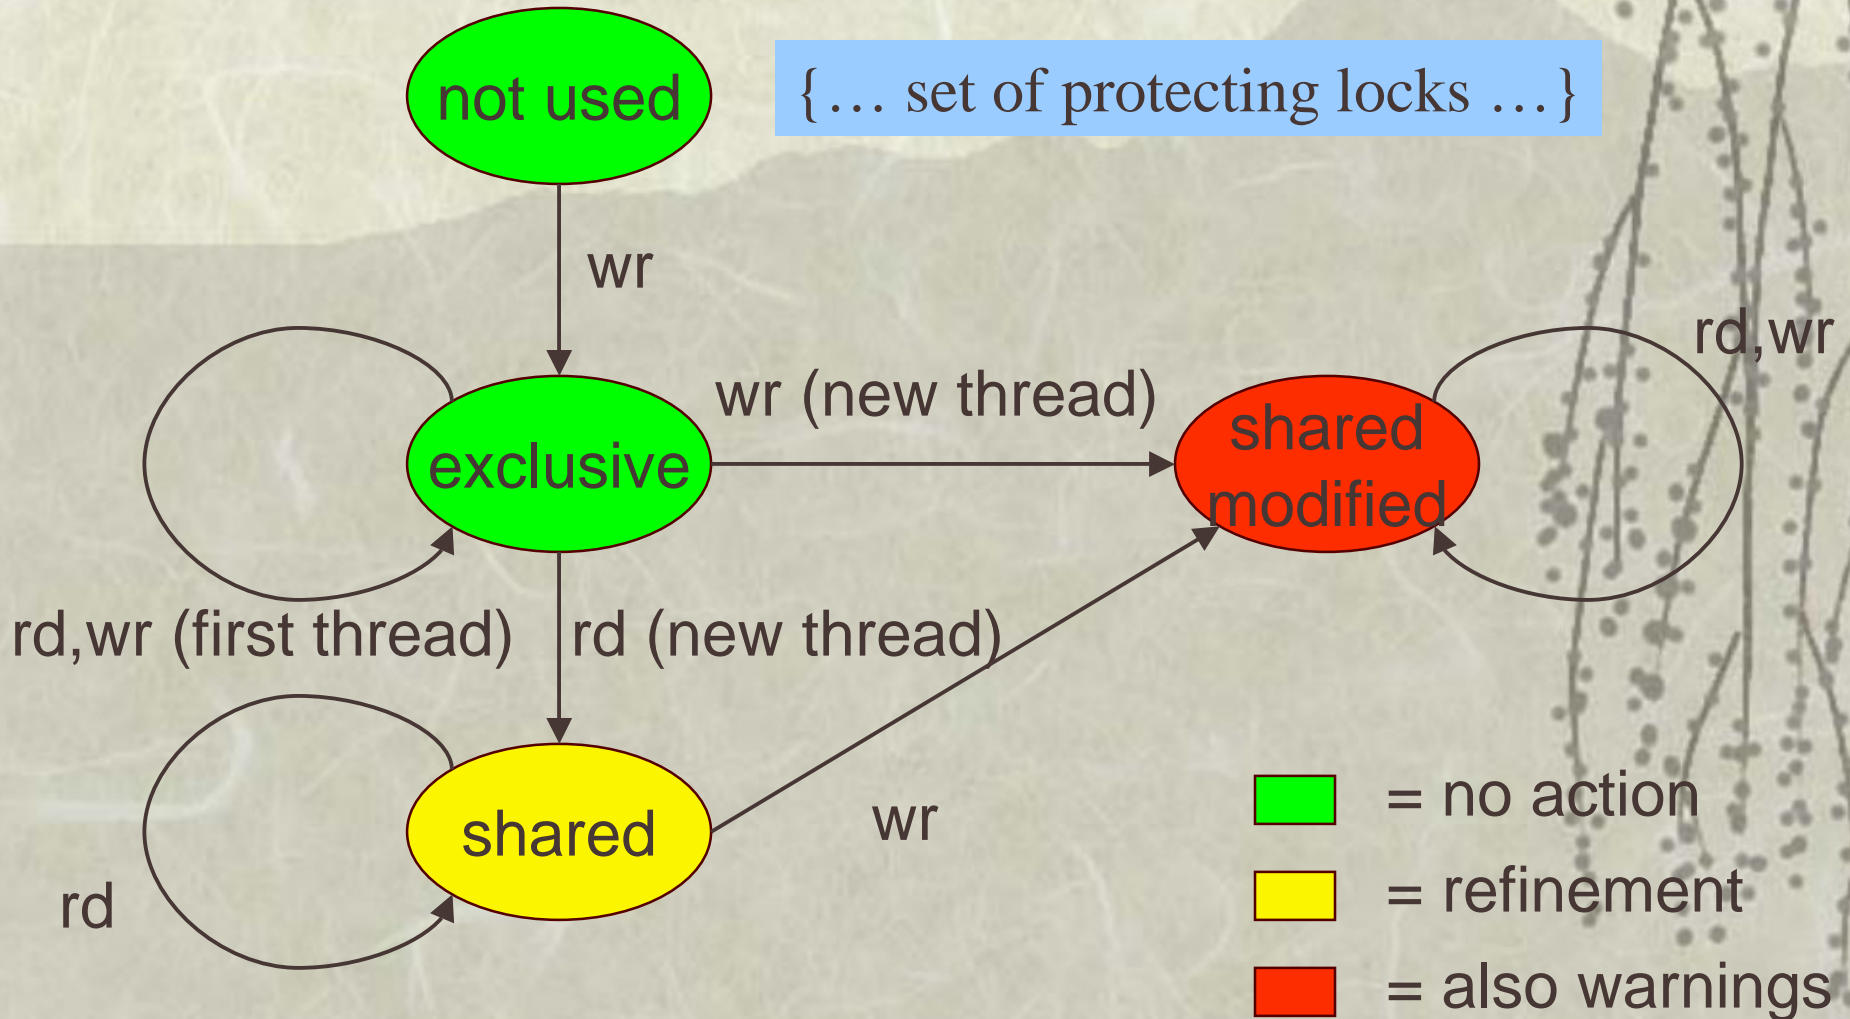 not used
{… set of protecting locks …}
wr
rd,wr
wr (new thread)
exclusive
shared
modified
rd,wr (first thread)
rd (new thread)
shared
wr
rd
= no action
= refinement
= also warnings